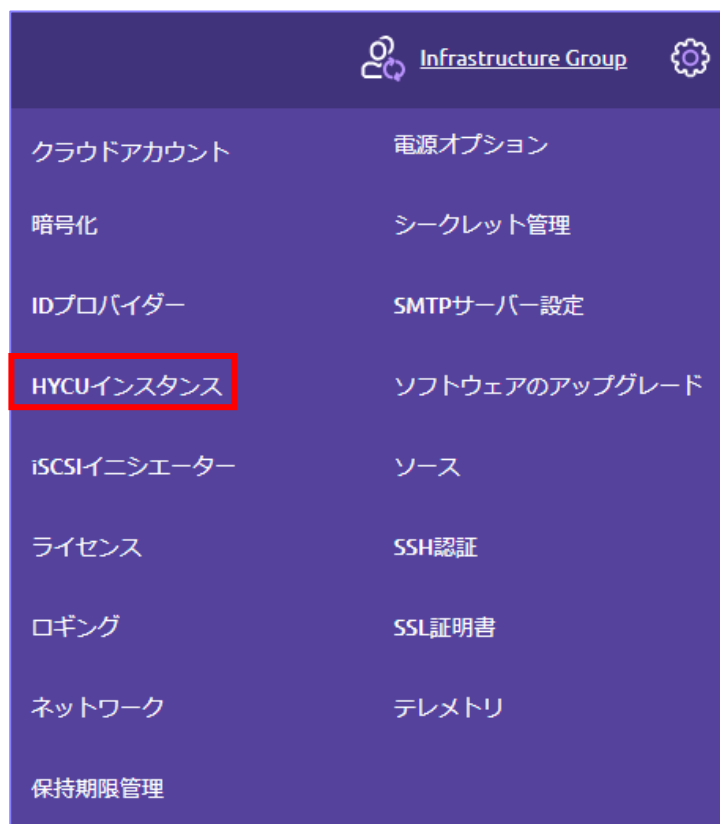 Infrastructure Group
クラウドアカウント
電源オプション
暗号化
シークレット管理
IDプロバイダー
SMTPサーバー設定
HYCUインスタンス
ソフトウェアのアップグレード
iSCSIイニシエーター
ソース
ライセンス
SSH認証
ロギング
SSL証明書
ネットワーク
テレメトリ
保持期限管理